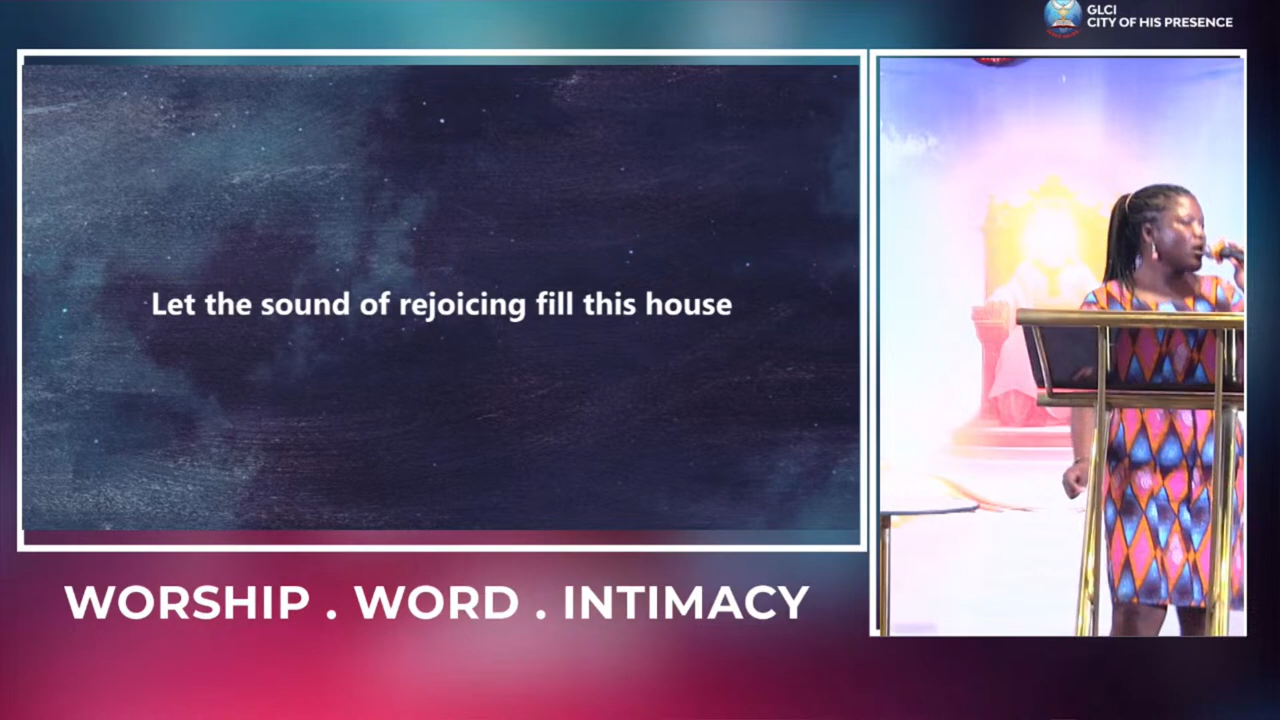 GLCI
CITY OF HIS PRESENCE
Let the sound of rejoicing fill this house
WORSHIP . WORD . INTIMACY